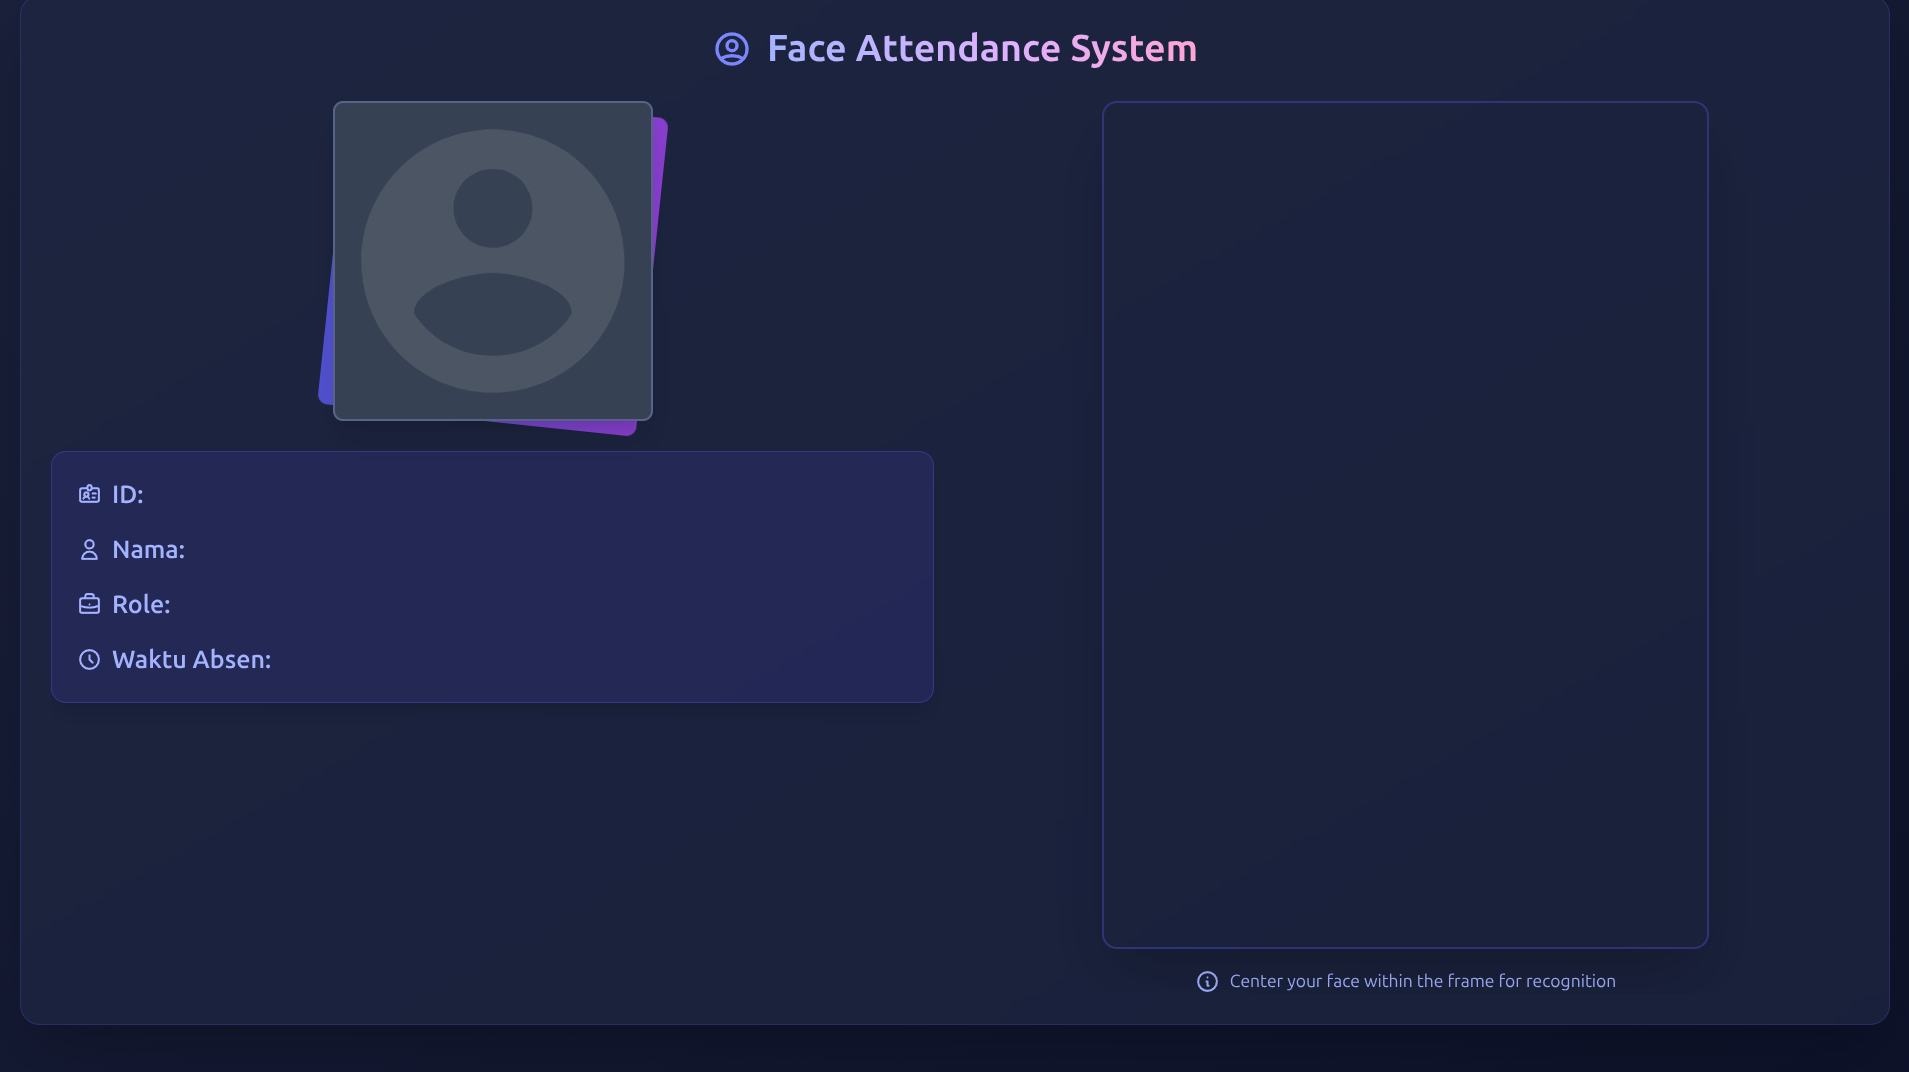 Face Attendance System
ID:
Nama:
Role:
Waktu Absen:
Center your face within the frame for recognition